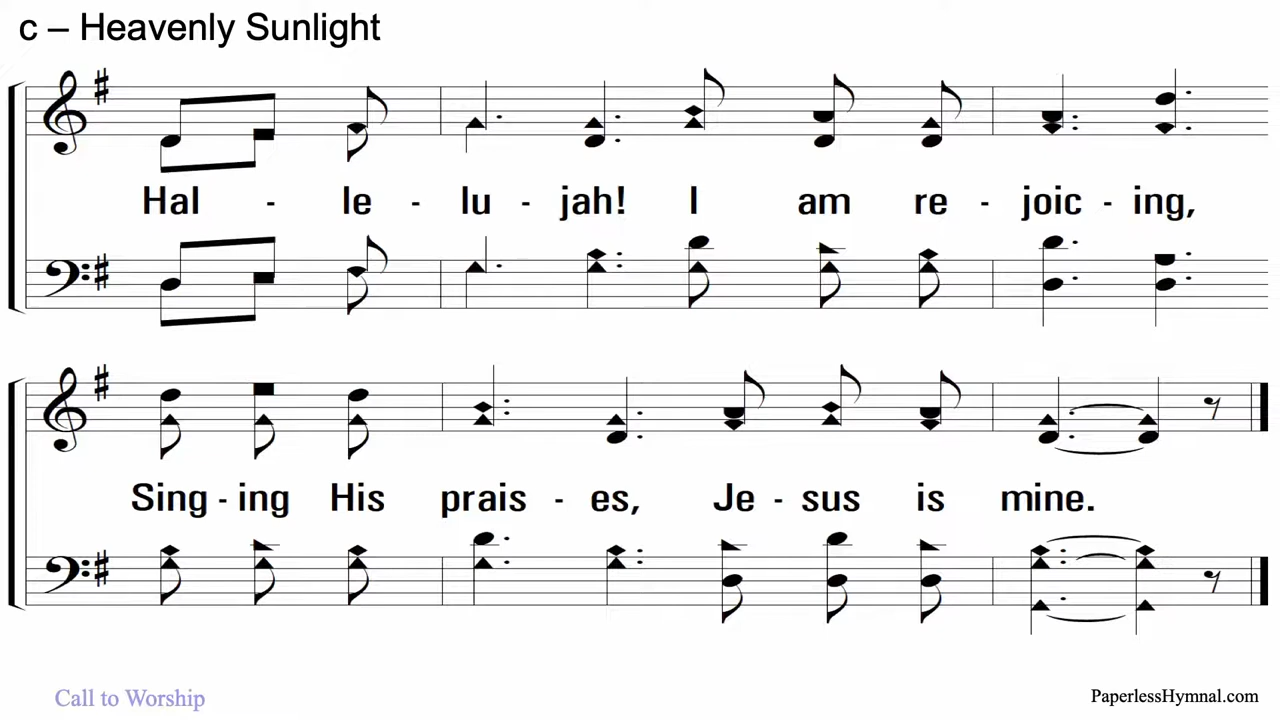 c – Heavenly Sunlight
Hal - le - lu - jah! I am re - joic - ing,
Sing - ing His prais - es, Je - sus is mine.
Call to Worship
PaperlessHymnal.com